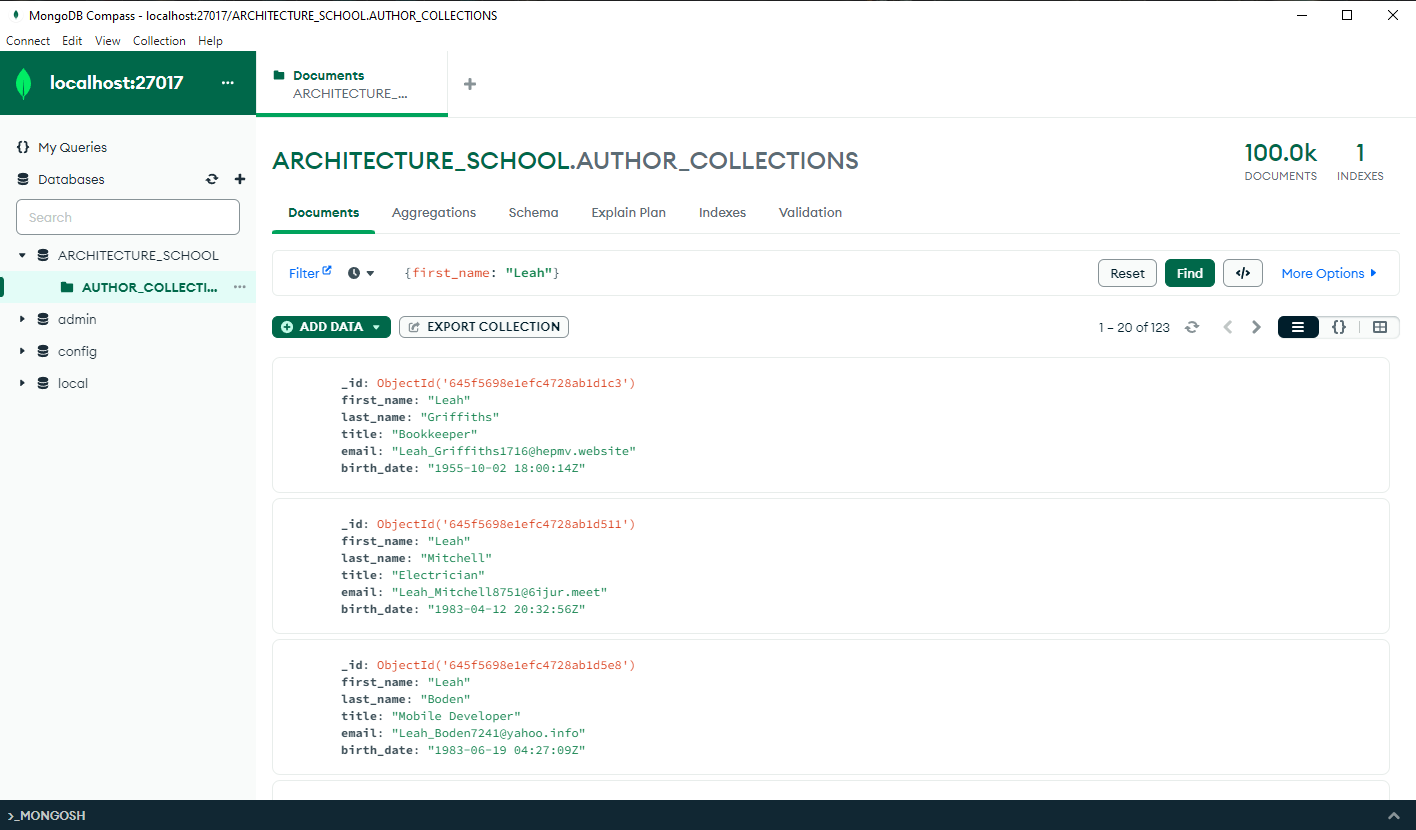 MongoDB Compass - localhost:27017/ARCHITECTURE_SCHOOL.AUTHOR_COLLECTIONS
Connect Edit View Collection Help
localhost:27017 ...
Documents
ARCHITECTURE_...
+
{} My Queries
Databases
Search
ARCHITECTURE_SCHOOL
AUTHOR_COLLECTI... ...
admin
config
local
ARCHITECTURE_SCHOOL.AUTHOR_COLLECTIONS
100.0k 1
DOCUMENTS INDEXES
Documents Aggregations Schema Explain Plan Indexes Validation
Filter {first_name: "Leah"} Reset Find </> More Options
ADD DATA EXPORT COLLECTION 1 – 20 of 123 {}
_id: ObjectId('645f5698e1efc4728ab1d1c3')
first_name: "Leah"
last_name: "Griffiths"
title: "Bookkeeper"
email: "Leah_Griffiths1716@hepmv.website"
birth_date: "1955-10-02 18:00:14Z"
_id: ObjectId('645f5698e1efc4728ab1d511')
first_name: "Leah"
last_name: "Mitchell"
title: "Electrician"
email: "Leah_Mitchell8751@6ijur.meet"
birth_date: "1983-04-12 20:32:56Z"
_id: ObjectId('645f5698e1efc4728ab1d5e8')
first_name: "Leah"
last_name: "Boden"
title: "Mobile Developer"
email: "Leah_Boden7241@yahoo.info"
birth_date: "1983-06-19 04:27:09Z"
>_MONGOSH